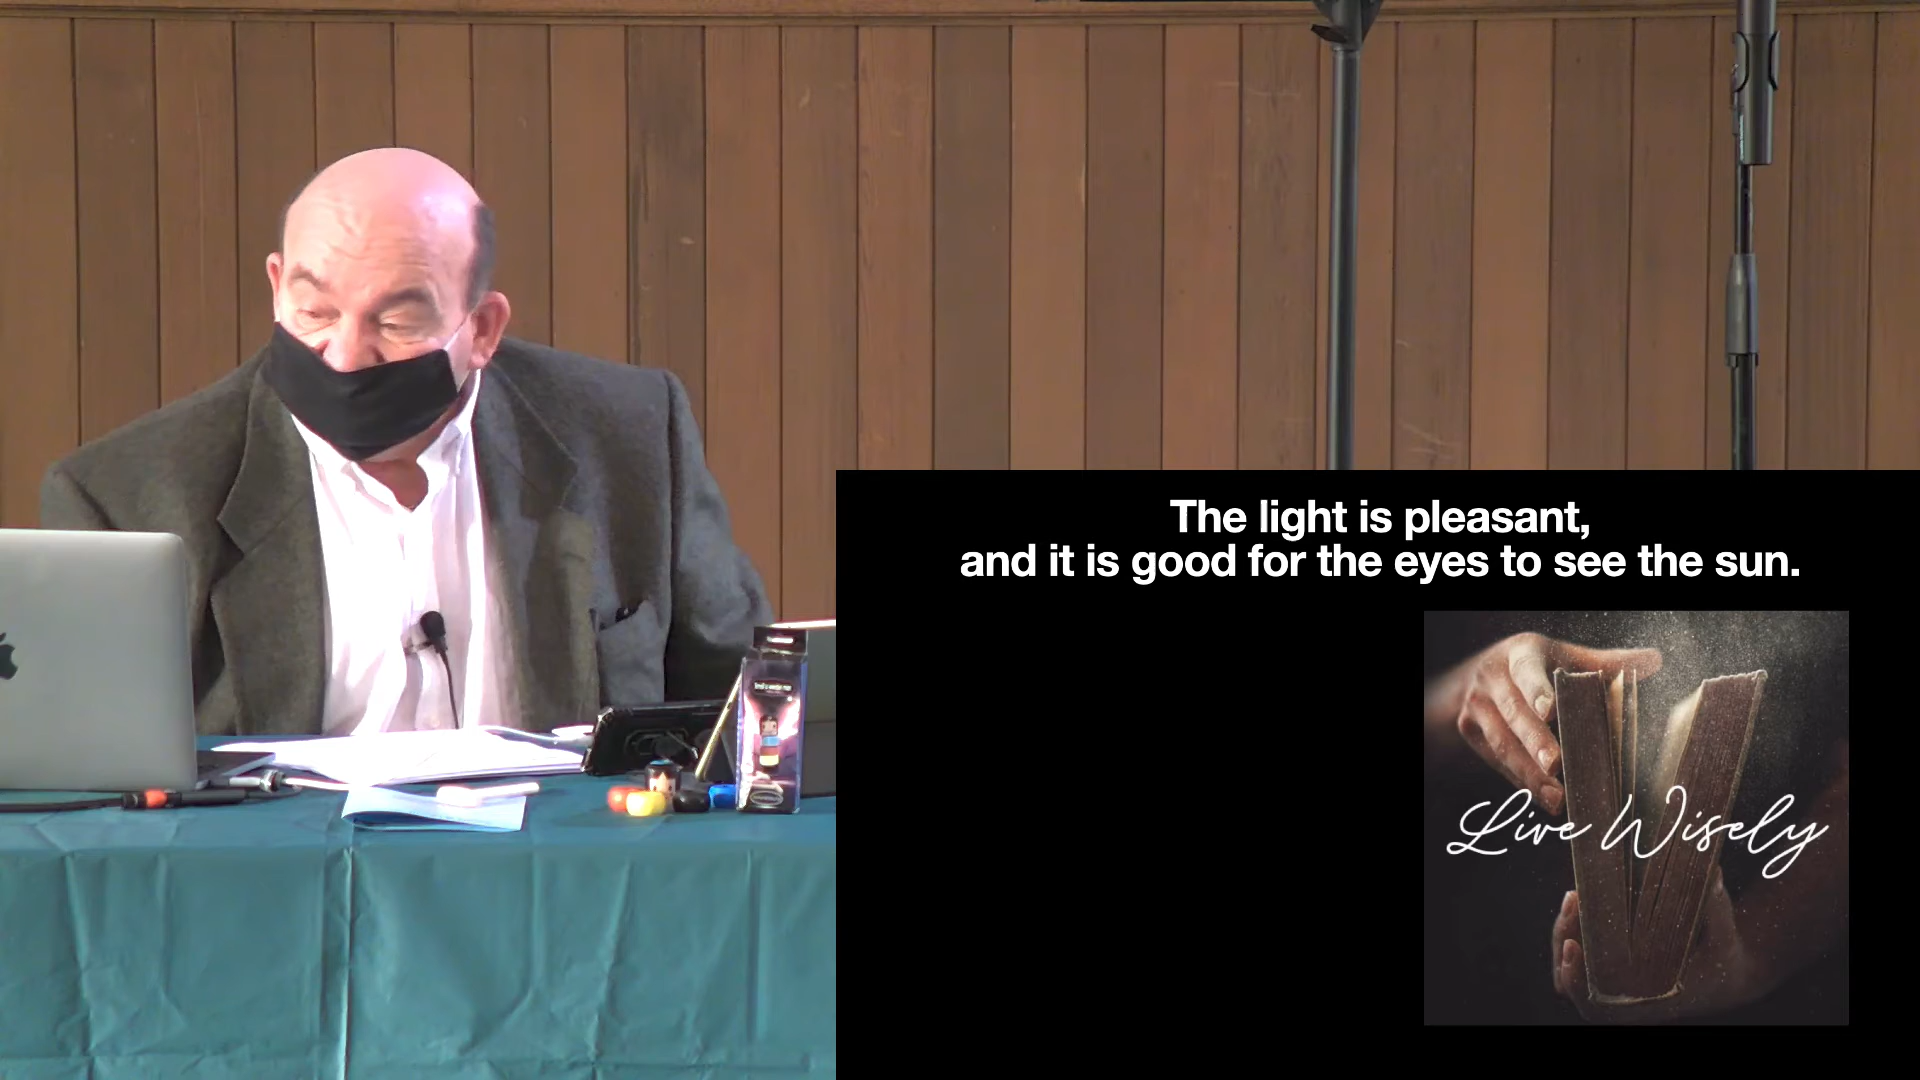 The light is pleasant,
and it is good for the eyes to see the sun.
Live Wisely